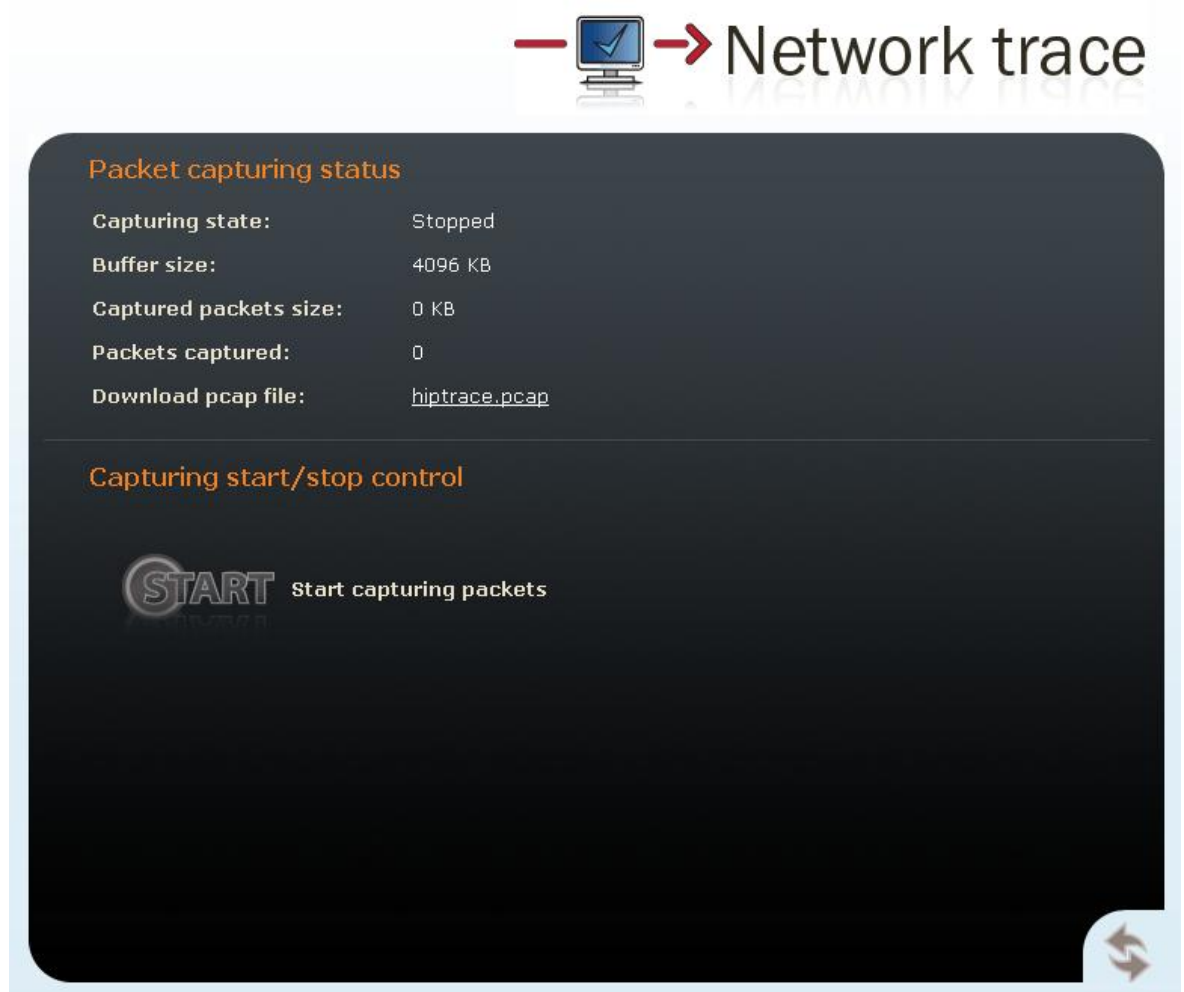 Network trace
Packet capturing status
Capturing state: Stopped
Buffer size: 4096 KB
Captured packets size: 0 KB
Packets captured: 0
Download pcap file: hiptrace.pcap
Capturing start/stop control
START Start capturing packets